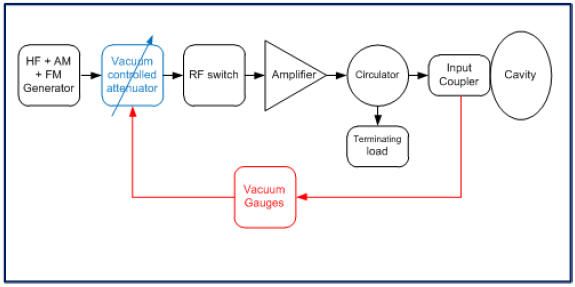 HF + AM
+ FM
Generator
Vacuum
controlled
attenuator
RF switch
Amplifier
Circulator
Input
Coupler
Cavity
Terminating
load
Vacuum
Gauges